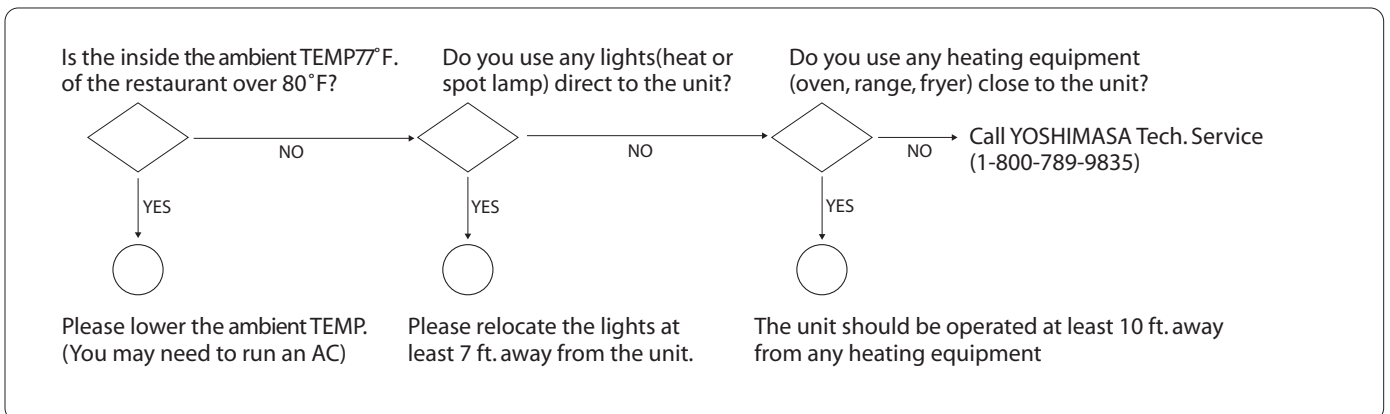 Is the inside the ambient TEMP77˚F.
of the restaurant over 80˚F?
Do you use any lights(heat or
spot lamp) direct to the unit?
Do you use any heating equipment
(oven, range, fryer) close to the unit?
NO
NO
NO
Call YOSHIMASA Tech. Service
(1-800-789-9835)
YES
YES
YES
Please lower the ambient TEMP.
(You may need to run an AC)
Please relocate the lights at
least 7 ft. away from the unit.
The unit should be operated at least 10 ft. away
from any heating equipment